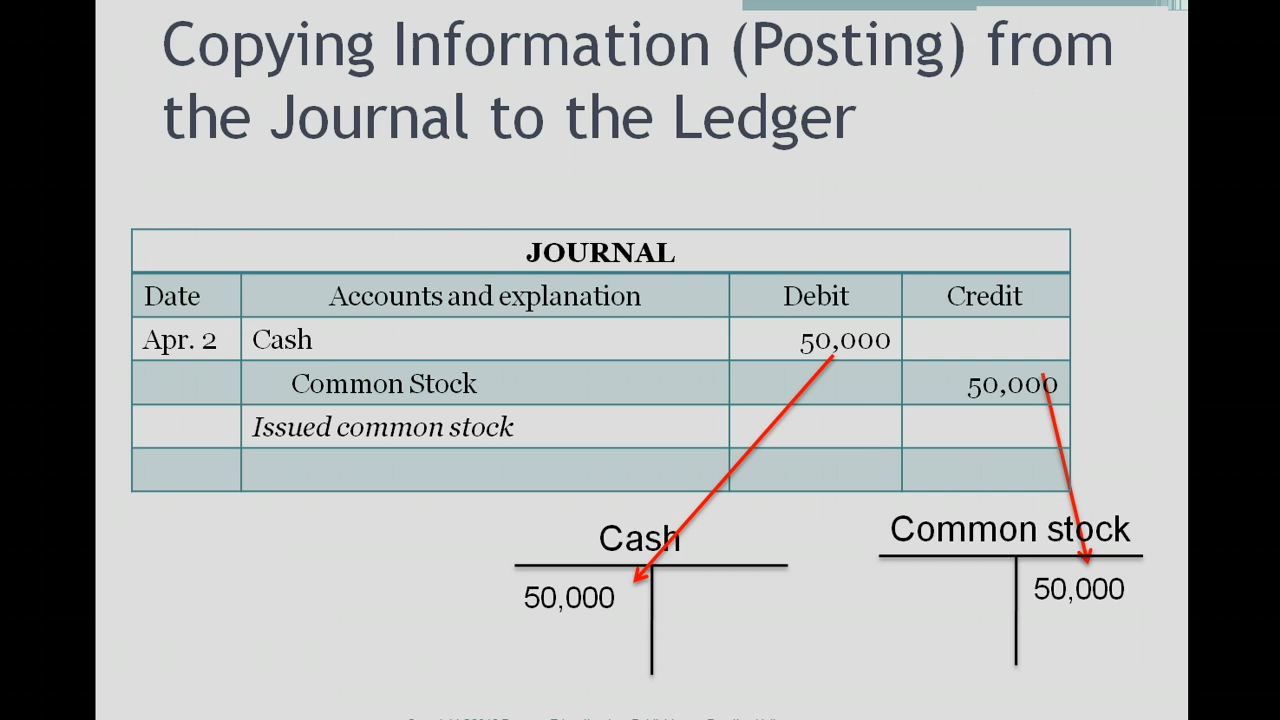 Copying Information (Posting) from
the Journal to the Ledger
JOURNAL
Date Accounts and explanation Debit Credit
Apr. 2 Cash 50,000
Common Stock 50,000
Issued common stock
Cash
Common stock
50,000
50,000